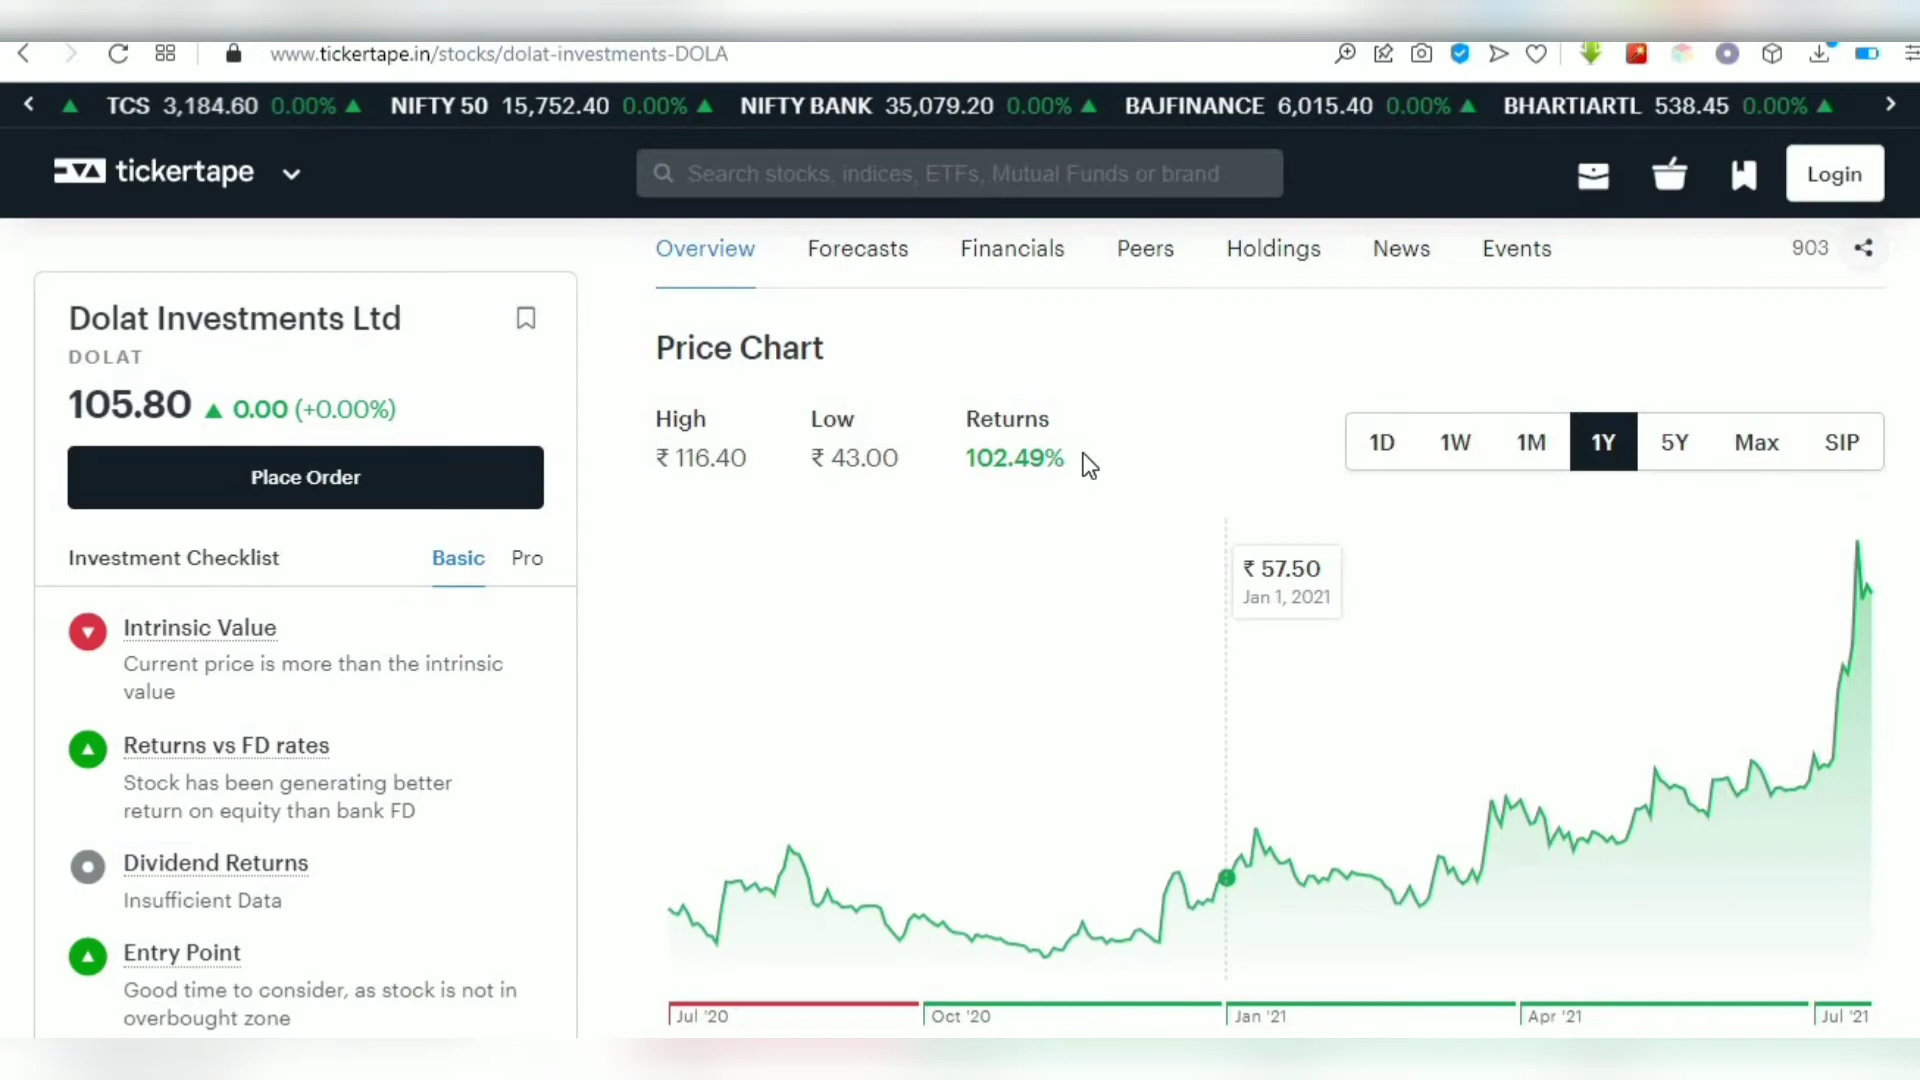 www.tickertape.in/stocks/dolat-investments-DOLA
TCS 3,184.60 0.00% NIFTY 50 15,752.40 0.00% NIFTY BANK 35,079.20 0.00% BAJFINANCE 6,015.40 0.00% BHARTIARTL 538.45 0.00%
tickertape
Search stocks, indices, ETFs, Mutual Funds or brand
Login
Overview Forecasts Financials Peers Holdings News Events 903
Dolat Investments Ltd
DOLAT
105.80 0.00 (+0.00%)
Place Order
Investment Checklist Basic Pro
Intrinsic Value
Current price is more than the intrinsic
value
Returns vs FD rates
Stock has been generating better
return on equity than bank FD
Dividend Returns
Insufficient Data
Entry Point
Good time to consider, as stock is not in
overbought zone
Price Chart
High Low Returns
₹ 116.40 ₹ 43.00 102.49%
1D 1W 1M 1Y 5Y Max SIP
₹ 57.50
Jan 1, 2021
Jul '20 Oct '20 Jan '21 Apr '21 Jul '21